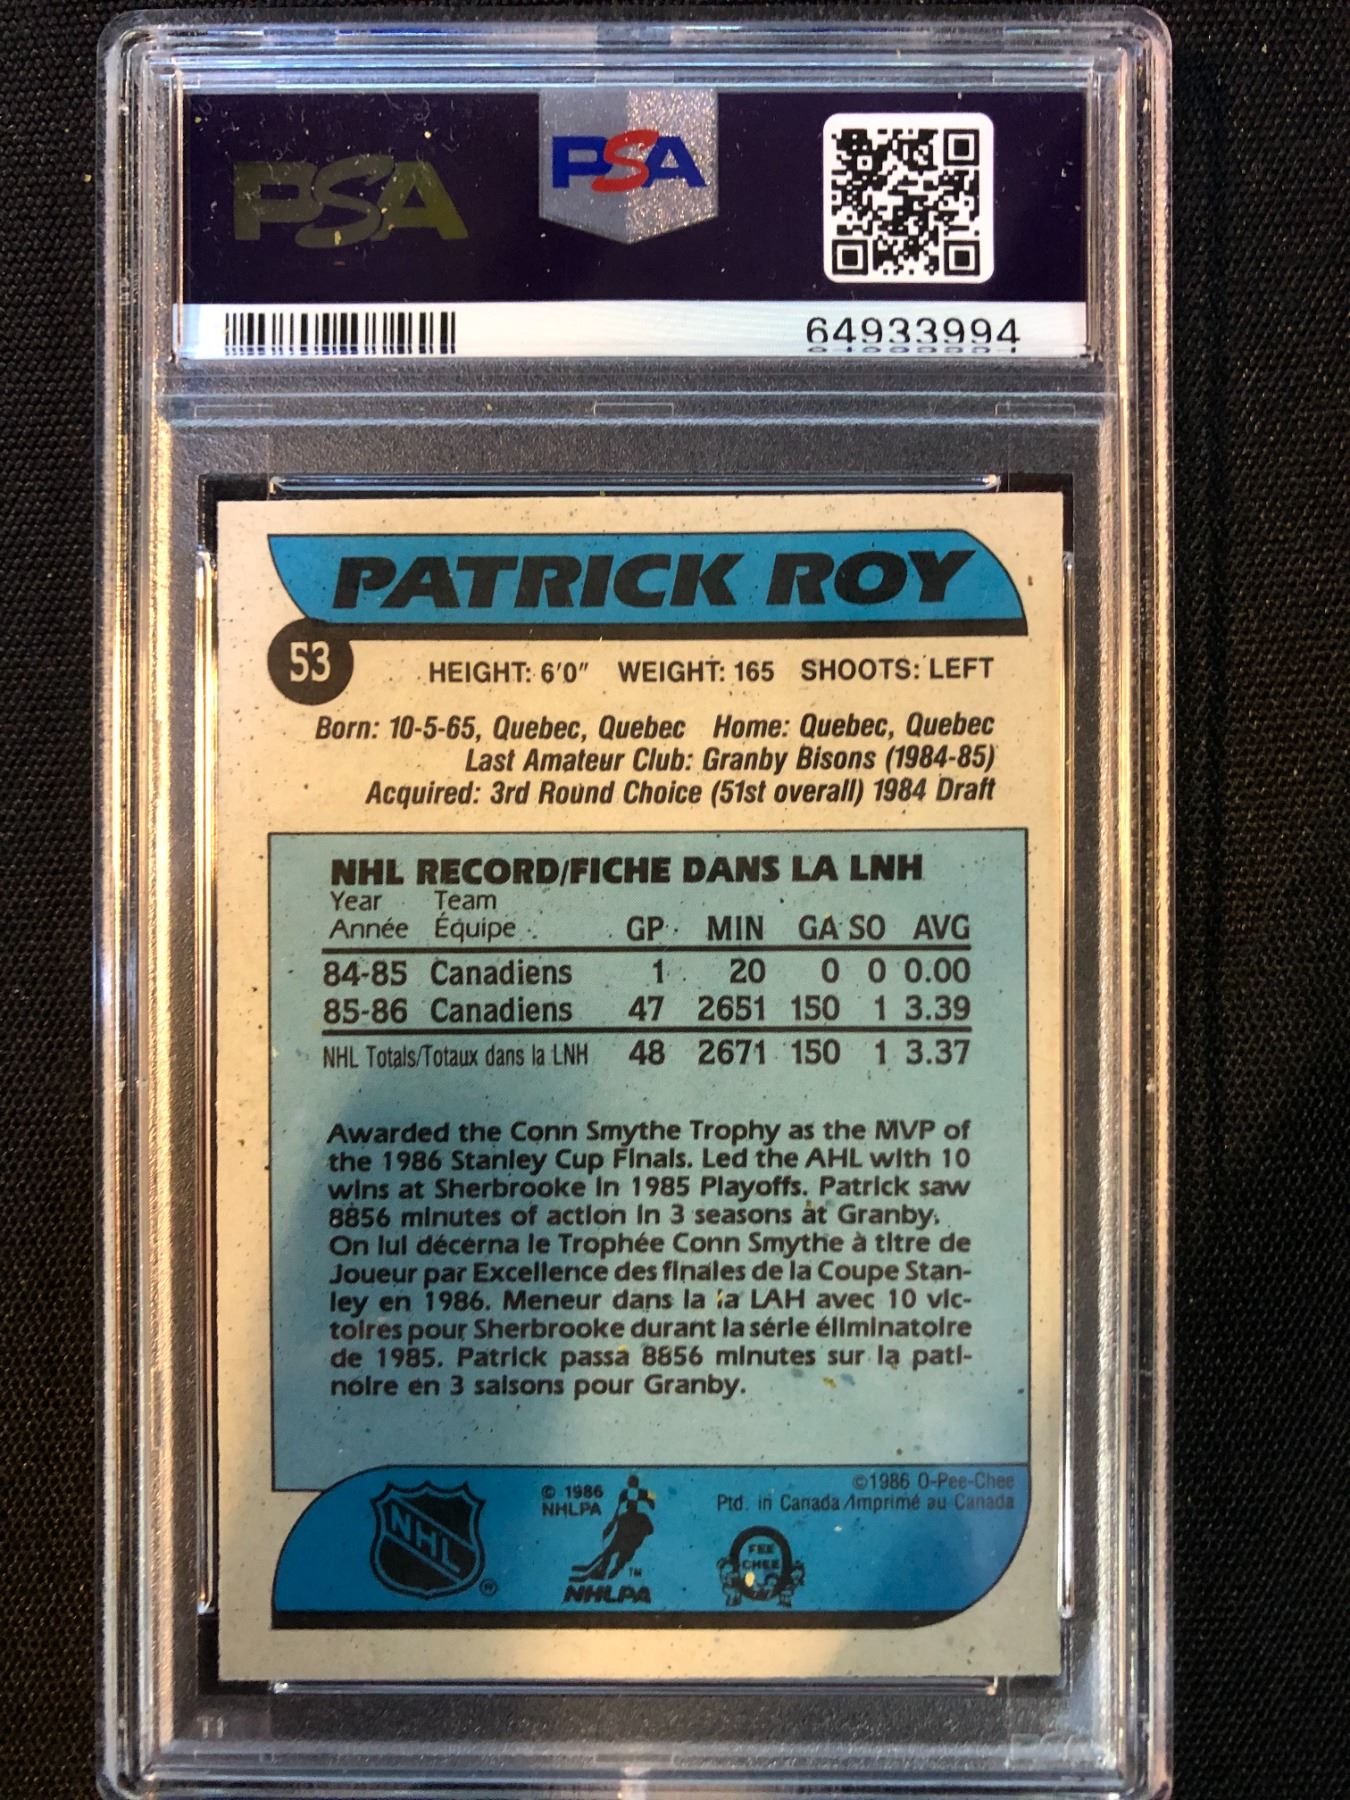 PSA PSA
64933994
PATRICK ROY
53
HEIGHT: 6'0" WEIGHT: 165 SHOOTS: LEFT
Born: 10-5-65, Quebec, Quebec Home: Quebec, Quebec
Last Amateur Club: Granby Bisons (1984-85)
Acquired: 3rd Round Choice (51st overall) 1984 Draft
NHL RECORD/FICHE DANS LA LNH
Year Team
Année Équipe GP MIN GA SO AVG
84-85 Canadiens 1 20 0 0 0.00
85-86 Canadiens 47 2651 150 1 3.39
NHL Totals/Totaux dans la LNH 48 2671 150 1 3.37
Awarded the Conn Smythe Trophy as the MVP of
the 1986 Stanley Cup Finals. Led the AHL with 10
wins at Sherbrooke in 1985 Playoffs. Patrick saw
8856 minutes of action in 3 seasons at Granby.
On lui décerna le Trophée Conn Smythe à titre de
Joueur par Excellence des finales de la Coupe Stan-
ley en 1986. Meneur dans la la LAH avec 10 vic-
toires pour Sherbrooke durant la série éliminatoire
de 1985. Patrick passa 8856 minutes sur la pati-
noire en 3 saisons pour Granby.
©1986 O-Pee-Chee
Ptd. in Canada/Imprimé au Canada
© 1986
NHLPA
NHL ®
TM
NHLPA
PEE
CHEE